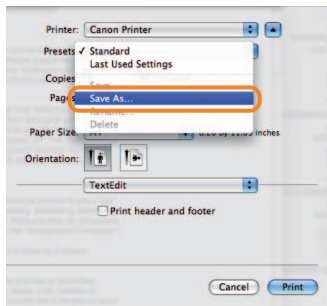 Printer: Canon Printer
Presets ✓ Standard
Last Used Settings
Copies
Save
Pages Save As...
Rename...
Delete
Paper Size: A4 8.26 by 11.69 inches
Orientation:
TextEdit
Print header and footer
Cancel Print